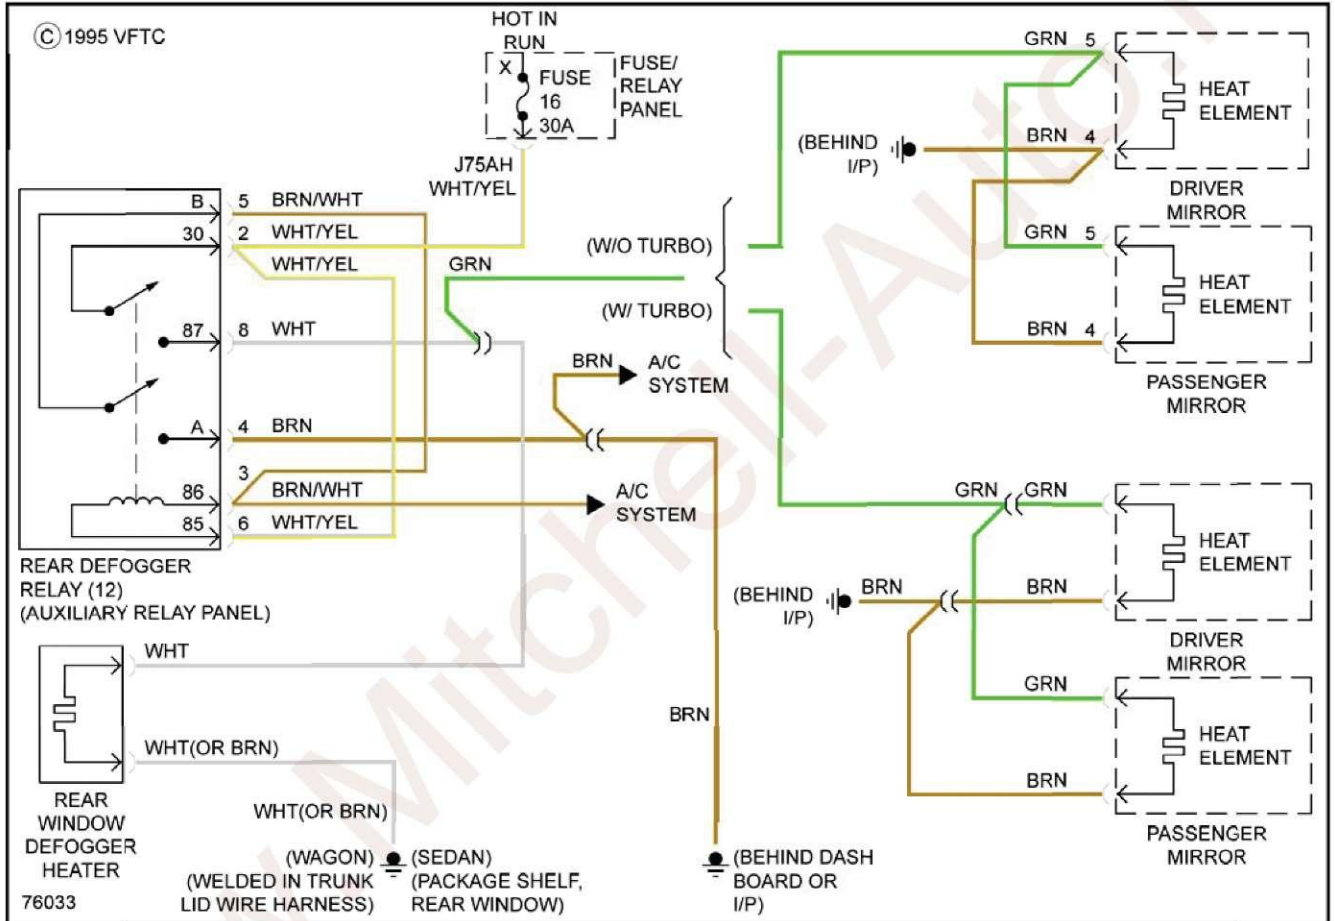 © 1995 VFTC
HOT IN
RUN
X
FUSE
16
30A
FUSE/
RELAY
PANEL
J75AH
WHT/YEL
B
5
BRN/WHT
30
2
WHT/YEL
WHT/YEL
GRN
87
8
WHT
BRN
A/C
SYSTEM
A
4
BRN
3
86
BRN/WHT
A/C
SYSTEM
85
6
WHT/YEL
REAR DEFOGGER
RELAY (12)
(AUXILIARY RELAY PANEL)
WHT
WHT(OR BRN)
REAR
WINDOW
DEFOGGER
HEATER
WHT(OR BRN)
(WAGON)
(WELDED IN TRUNK
LID WIRE HARNESS)
(SEDAN)
(PACKAGE SHELF,
REAR WINDOW)
BRN
(BEHIND DASH
BOARD OR
I/P)
(W/O TURBO)
(W/ TURBO)
GRN 5
HEAT
ELEMENT
(BEHIND
I/P)
BRN 4
DRIVER
MIRROR
GRN 5
HEAT
ELEMENT
BRN 4
PASSENGER
MIRROR
GRN
GRN
HEAT
ELEMENT
(BEHIND
I/P)
BRN
BRN
DRIVER
MIRROR
GRN
HEAT
ELEMENT
BRN
PASSENGER
MIRROR
76033
w.Mitchell-Auto.r